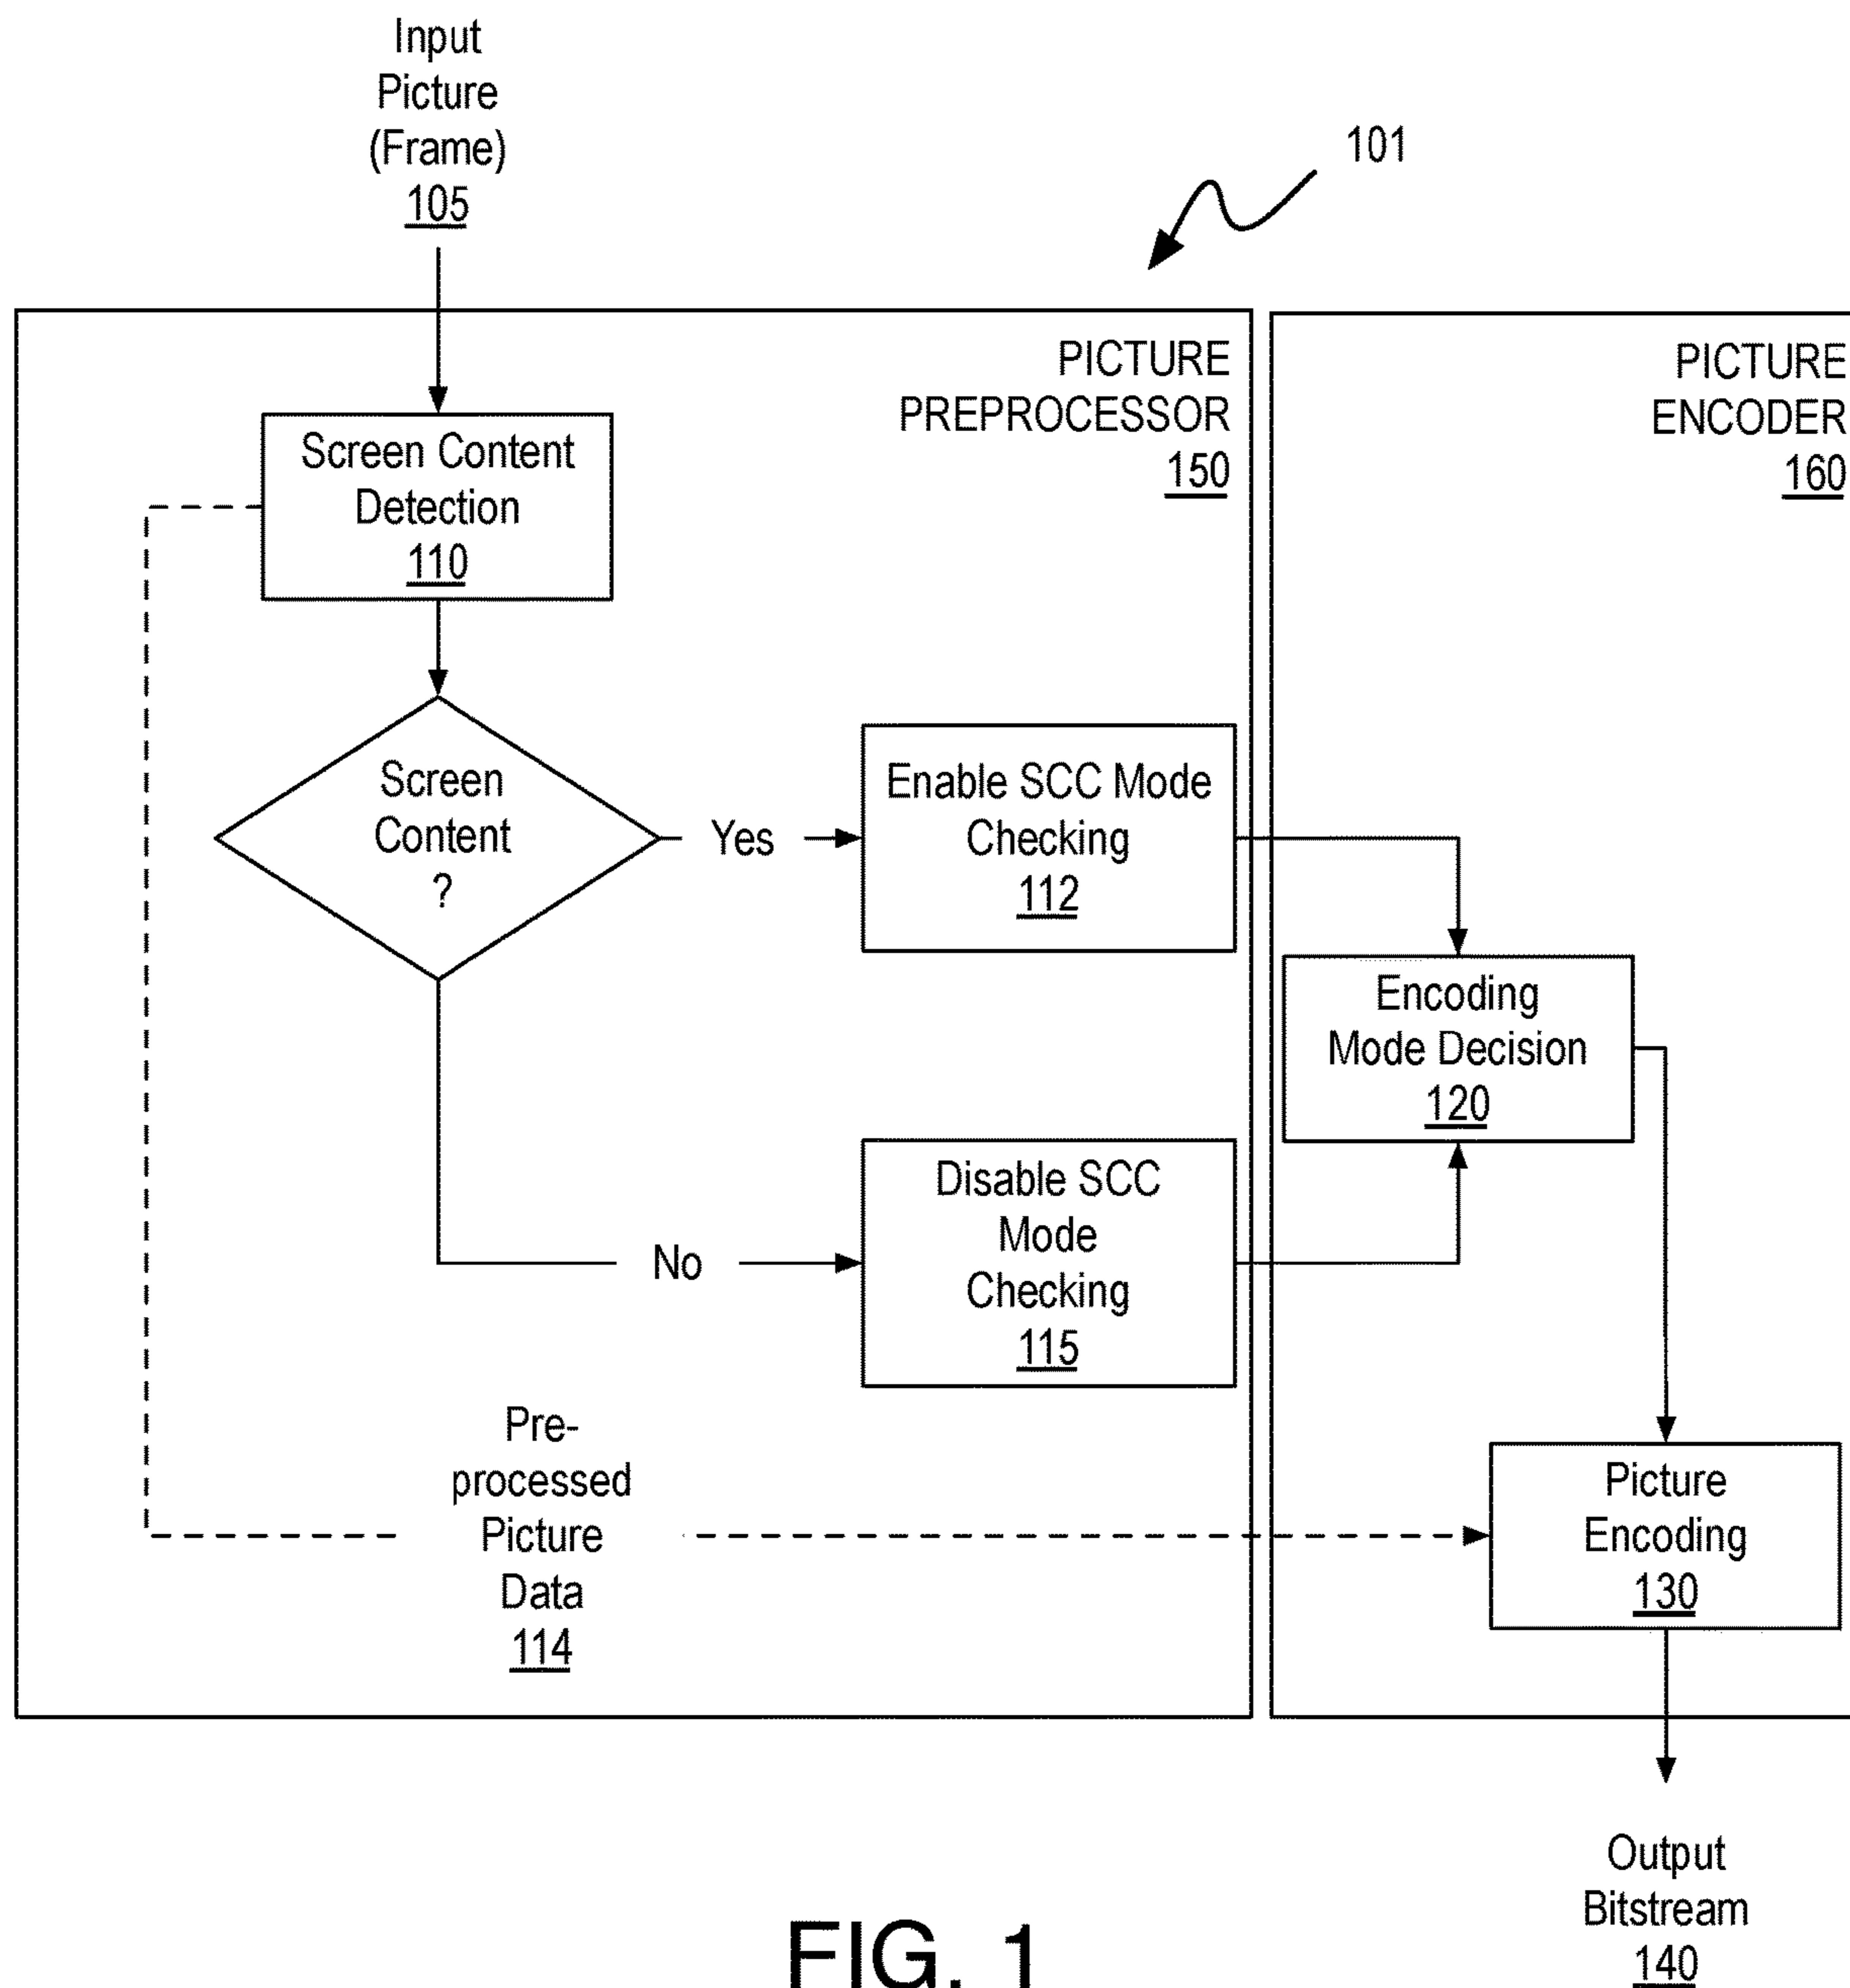 Input
Picture
(Frame)
105
101
PICTURE
PREPROCESSOR
150
PICTURE
ENCODER
160
Screen Content
Detection
110
Screen
Content
?
Yes
Enable SCC Mode
Checking
112
Encoding
Mode Decision
120
No
Disable SCC
Mode
Checking
115
Pre-
processed
Picture
Data
114
Picture
Encoding
130
Output
Bitstream
140
FIG. 1